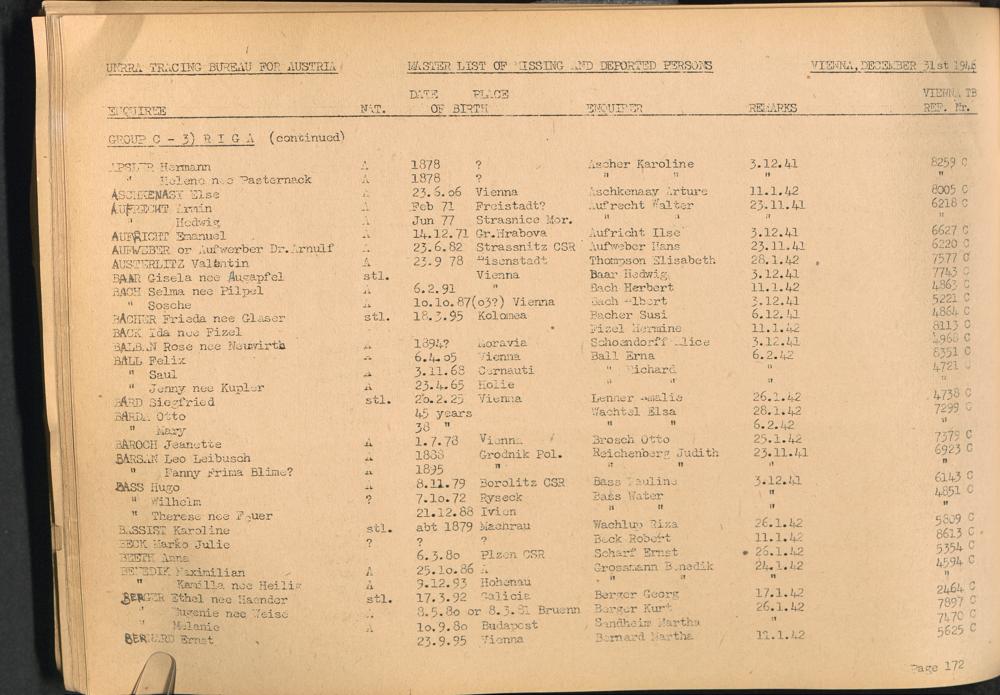 UNRRA TRACING BUREAU FOR AUSTRIA MASTER LIST OF MISSING AND DEPORTED PERSONS VIENNA, DECEMBER 31st 1946
DATE PLACE VIENNA TB
ENQUIREE NAT. OF BIRTH ENQUIRER REMARKS REF. Nr.
GROUP C - 3) R I G A (continued)
APSLER Hermann A 1878 ? Ascher Karoline 3.12.41 8259 C
" Helene nee Pasternack A 1878 ? " " " "
ASCHKENASY Else A 23.6.06 Vienna Aschkenasy Arture 11.1.42 8005 C
AUFRECHT Armin A Feb 71 Freistadt? Aufrecht Walter 23.11.41 6218 C
" Hedwig A Jun 77 Strasnice Mor. " " " "
AUFRICHT Emanuel A 14.12.71 Gr.Hrabova Aufricht Ilse 3.12.41 6627 C
AUFWEBER or Aufwerber Dr.Arnulf A 23.6.82 Strassnitz CSR Aufweber Hans 23.11.41 6220 C
AUSTERLITZ Valentin A 23.9 78 Eisenstadt Thompson Elisabeth 28.1.42 7577 C
BAAR Gisela nee Augapfel stl. Vienna Baar Hedwig 3.12.41 7743 C
BACH Selma nee Pilpel A 6.2.91 " Bach Herbert 11.1.42 4863 C
" Sosche A 10.10.87(03?) Vienna Bach Albert 3.12.41 5221 C
BACHER Frieda nee Glaser stl. 18.3.95 Kolomea Bacher Susi 6.12.41 4884 C
BACK Ida nee Fizel Fizel Hermine 11.1.42 8113 C
BALBAN Rose nee Neuwirth A 1894? Moravia Schoendorff Alice 3.12.41 4968 C
BALL Felix A 6.4.05 Vienna Ball Erna 6.2.42 8351 C
" Saul A 3.11.68 Cernauti " Richard " 4721 C
" Jenny nee Kupler A 23.4.65 Holic " " " "
BARD Siegfried stl. 20.2.25 Vienna Lenner Amalie 26.1.42 4738 C
BARDA Otto 45 years Wachtel Elsa 28.1.42 7299 C
" Mary 38 " " " 6.2.42 "
BAROCH Jeanette A 1.7.78 Vienna Brosch Otto 25.1.42 7379 C
BARSAN Leo Leibusch A 1888 Grodnik Pol. Reichenberg Judith 23.11.41 6923 C
" Fanny Frima Blime? A 1895 " " " "
BASS Hugo A 8.11.79 Borolitz CSR Bass Pauline 3.12.41 6143 C
" Wilhelm ? 7.10.72 Ryseck Bass Water " 4851 C
" Therese nee Feuer 21.12.88 Ivien " " " "
BASSIST Karoline stl. abt 1879 Machrau Wachlup Riza 26.1.42 5809 C
BECK Marko Julie ? ? ? Beck Robert 11.1.42 8613 C
BEETH Anna 6.3.80 Plzen CSR Scharf Ernst 26.1.42 5354 C
BENEDIK Maximilian A 25.10.86 A Grossmann Benedik 24.1.42 4594 C
" Kamilla nee Heilig A 9.12.93 Hohenau " " "
BERGER Ethel nee Haender stl. 17.3.92 Galicia Berger Georg 17.1.42 2464 C
" Eugenie nee Weise A 8.5.80 or 8.3.81 Bruenn Berger Kurt 26.1.42 7897 C
" Melanie A 10.9.80 Budapest Sandheim Martha " 7470 C
BERNARD Ernst 23.9.95 Vienna Bernard Martha 11.1.42 5625 C
Page 172